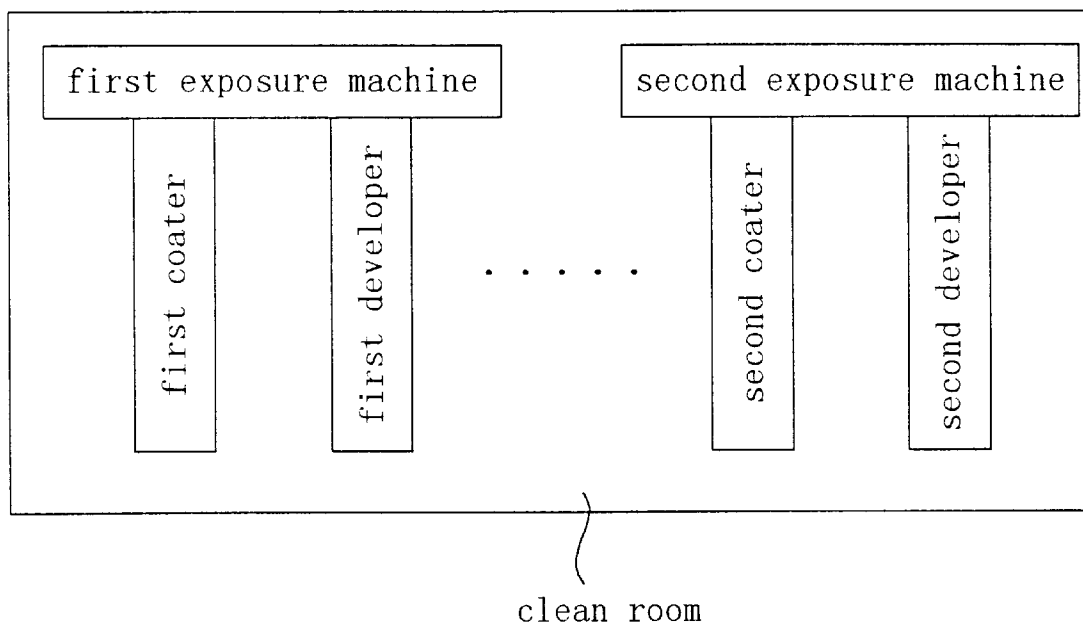 first exposure machine
second exposure machine
first coater
first developer
second coater
second developer
clean room